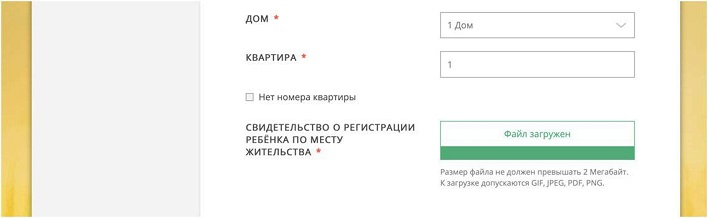 ДОМ *
1 Дом
КВАРТИРА *
1
Нет номера квартиры
СВИДЕТЕЛЬСТВО О РЕГИСТРАЦИИ
РЕБЁНКА ПО МЕСТУ
ЖИТЕЛЬСТВА *
Файл загружен
Размер файла не должен превышать 2 Мегабайт.
К загрузке допускаются GIF, JPEG, PDF, PNG.